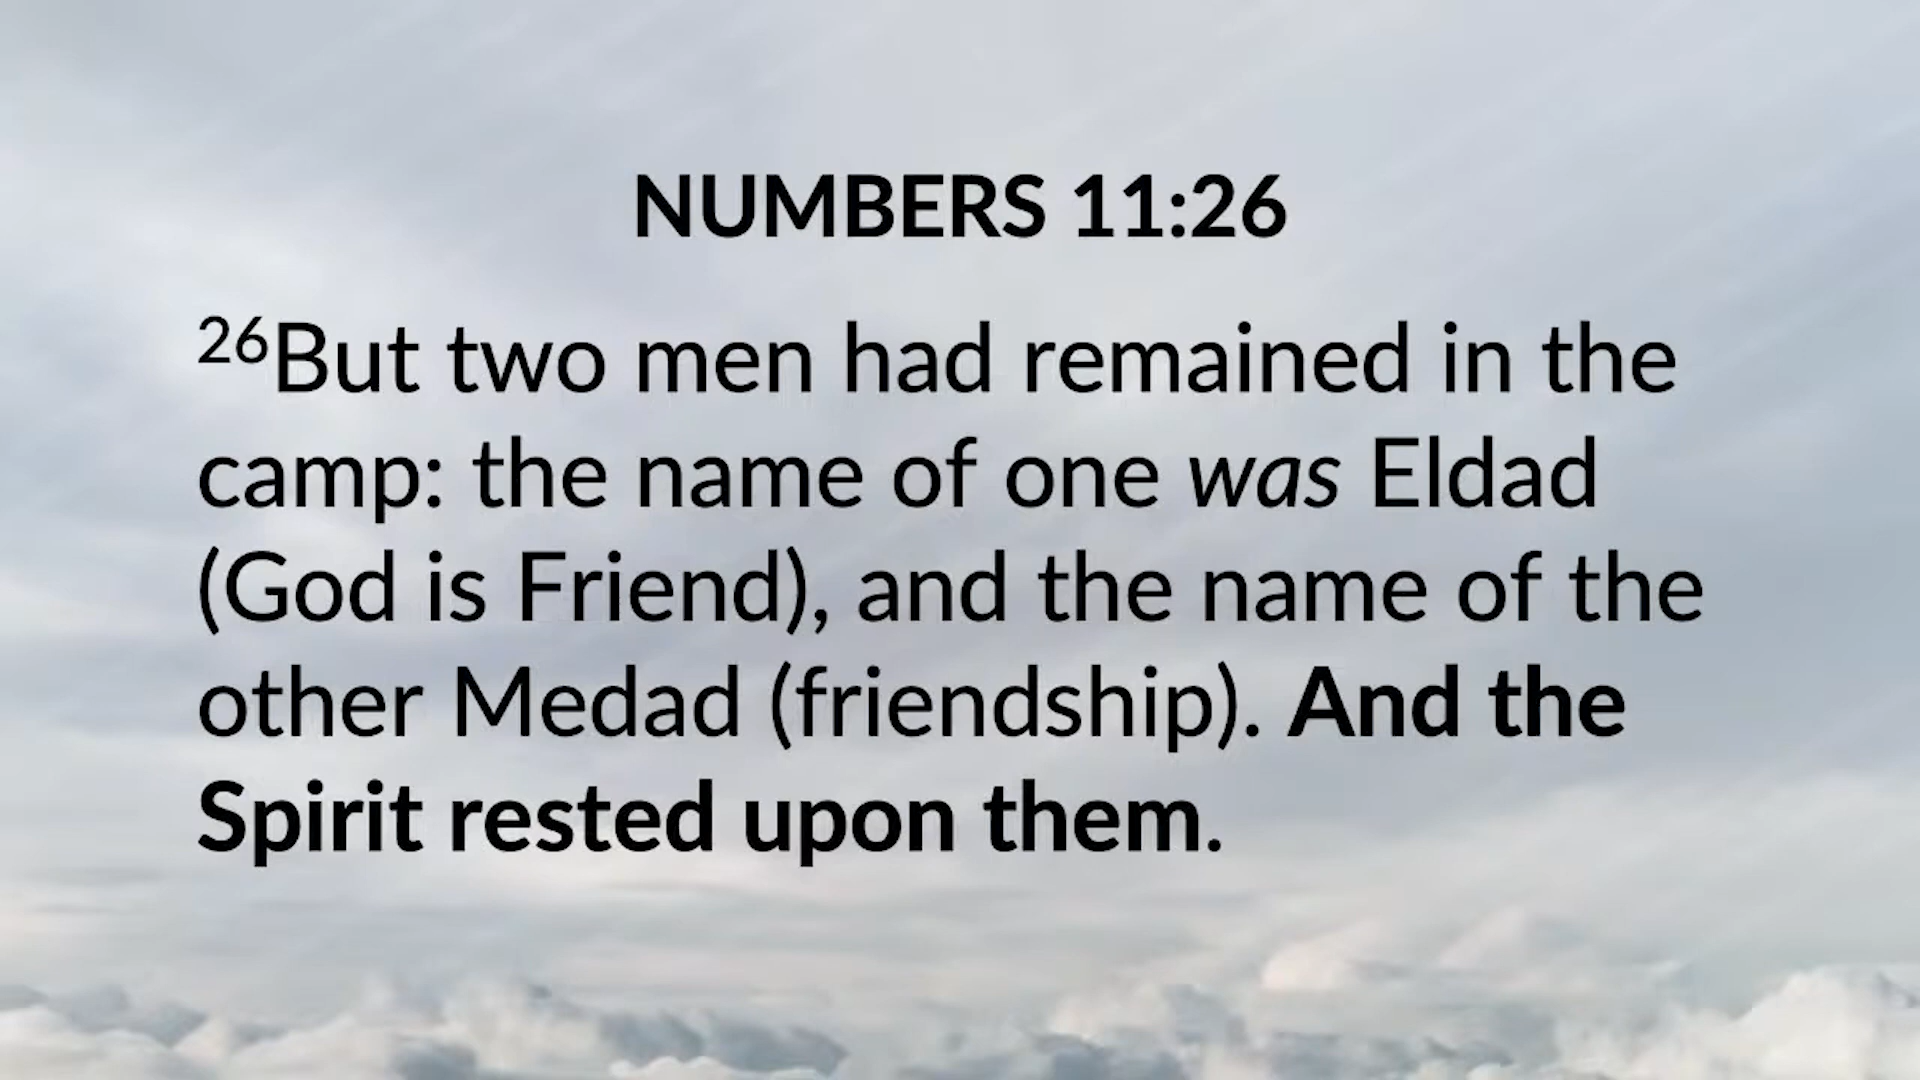 NUMBERS 11:26
26But two men had remained in the
camp: the name of one was Eldad
(God is Friend), and the name of the
other Medad (friendship). And the
Spirit rested upon them.